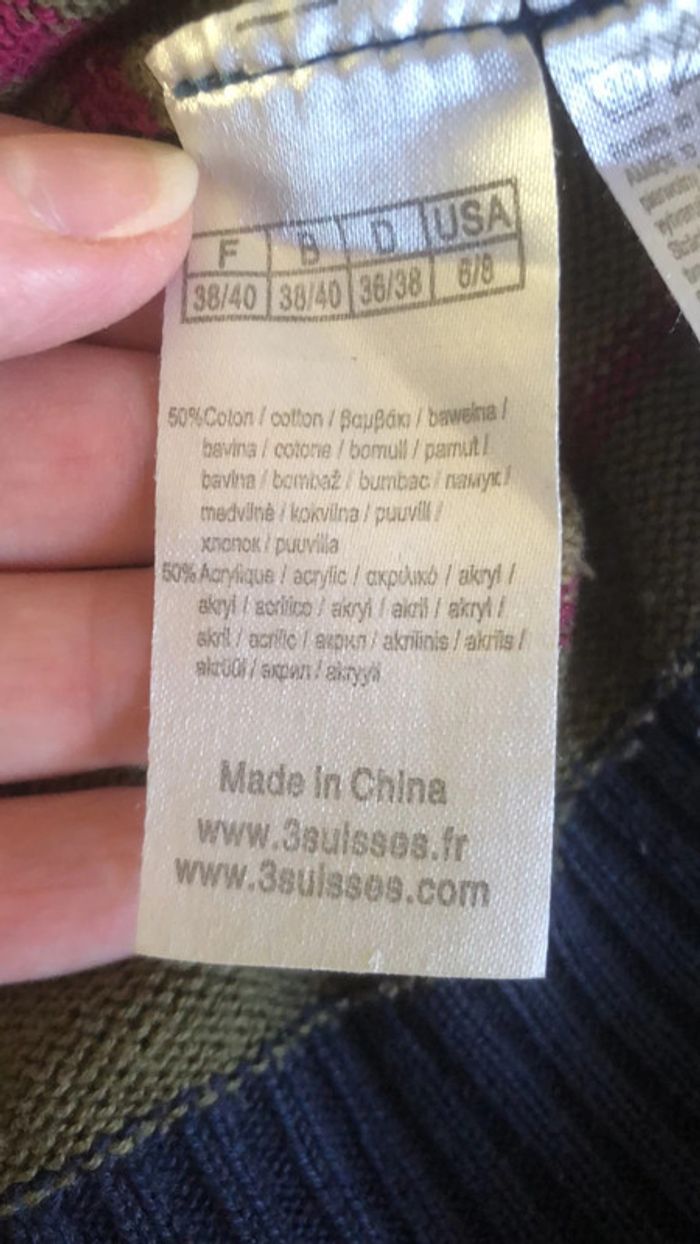 F B D USA
38/40 38/40 36/38 6/8
50% Coton / cotton / βαμβάκι / bawełna /
bavlna / cotone / bomull / pamut /
bavlna / bombaž / bumbac / памук /
medvilnė / kokvilna / puuvill /
хлопок / puuvilla
50% Acrylique / acrylic / ακριλικό / akryl /
akryl / acrilico / akryl / akril / akryl /
akril / acrilic / акрил / akrilinis / akrils /
akrüül / акрил / akryyli
Made in China
www.3suisses.fr
www.3suisses.com
30